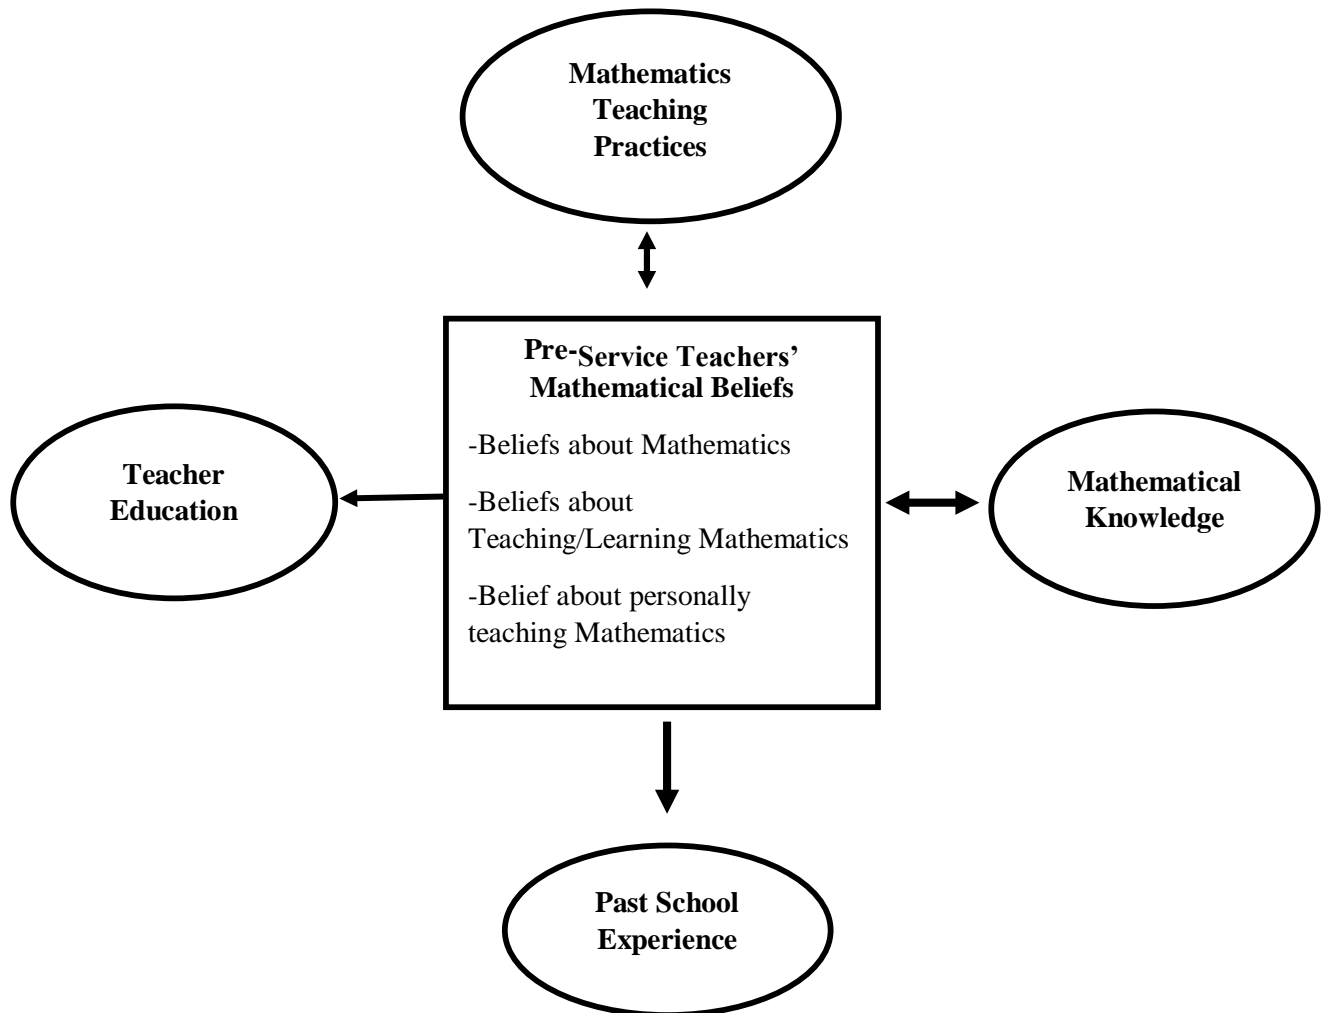 Mathematics
Teaching
Practices
Pre-Service Teachers’
Mathematical Beliefs
-Beliefs about Mathematics
-Beliefs about
Teaching/Learning Mathematics
-Belief about personally
teaching Mathematics
Teacher
Education
Mathematical
Knowledge
Past School
Experience